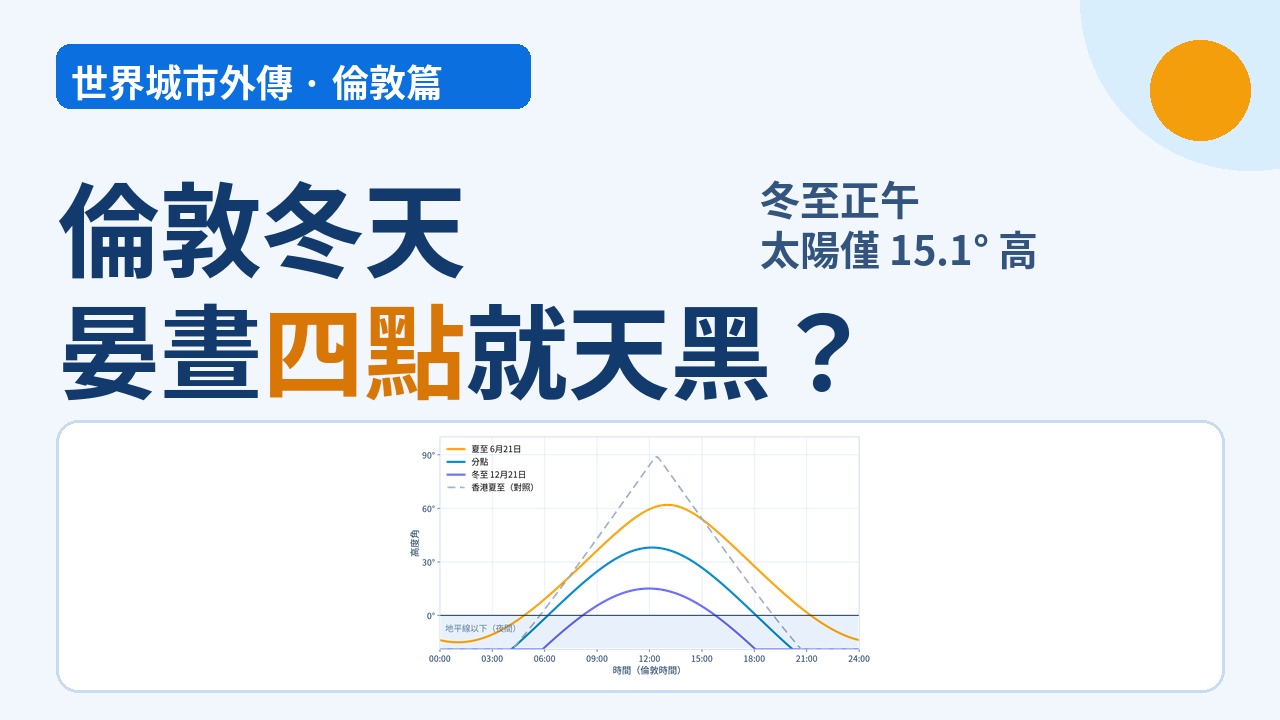 世界城市外傳 · 倫敦篇
倫敦冬天
晏晝四點就天黑？
冬至正午
太陽僅 15.1° 高
夏至 6月21日
分點
冬至 12月21日
香港夏至（對照）
高度角
90°
60°
30°
0°
地平線以下（夜間）
00:00 03:00 06:00 09:00 12:00 15:00 18:00 21:00 24:00
時間（倫敦時間）